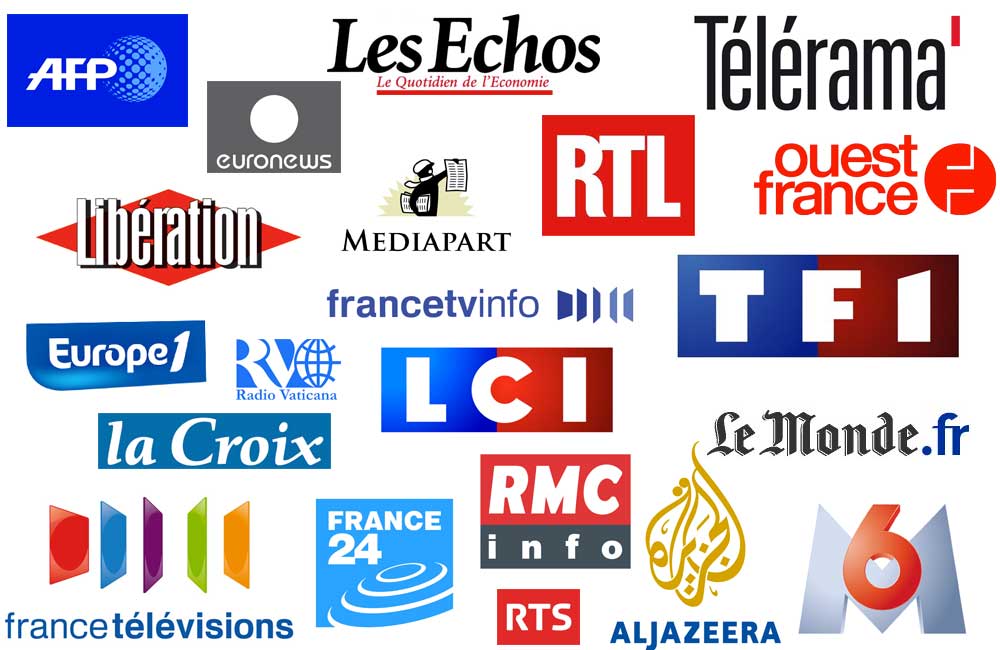 AFP
Les Echos
Le Quotidien de l'Economie
Télérama'
euronews
RTL
ouest
france
Libération
MEDIAPART
francetvinfo
TF1
Europe1
RV
Radio Vaticana
LCI
la Croix
Le Monde.fr
RMC
info
الجزيرة
M6
FRANCE
24
francetélévisions
RTS
ALJAZEERA